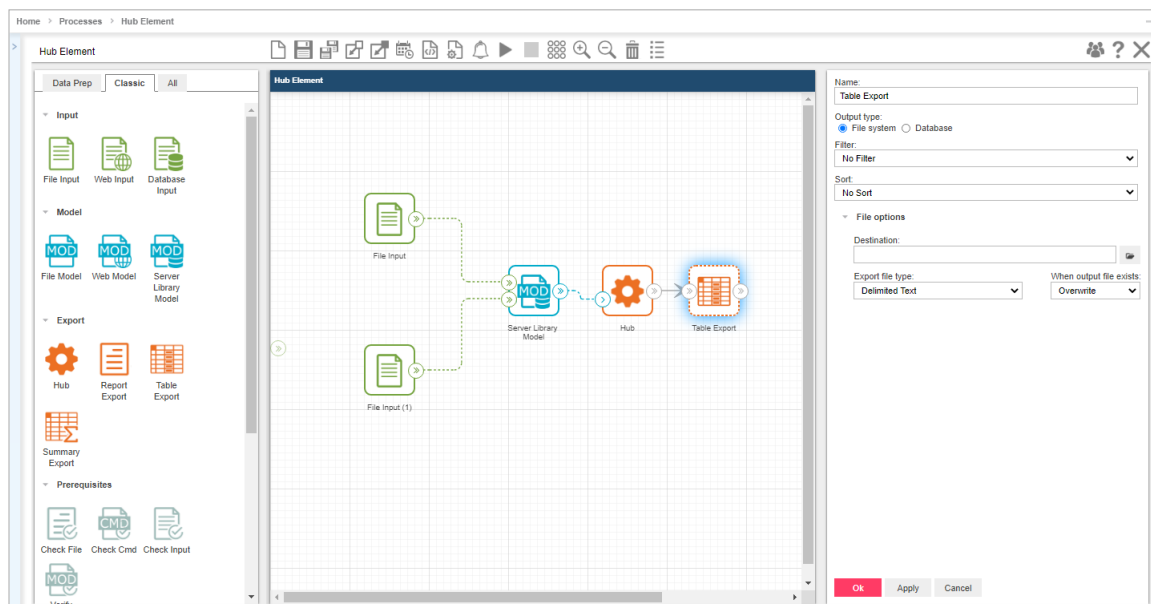 Home > Processes > Hub Element
Hub Element
Data Prep Classic All
Input
File Input Web Input Database
Input
Model
MOD MOD MOD
File Model Web Model Server
Library
Model
Export
Hub Report Table
Export Export
Summary
Export
Prerequisites
CMD
Check File Check Cmd Check Input
MOD
Verify
Hub Element
File Input
MOD
Server Library Hub Table Export
Model
File Input (1)
Name:
Table Export
Output type:
File system Database
Filter:
No Filter
Sort:
No Sort
File options
Destination:
Export file type: When output file exists:
Delimited Text Overwrite
Ok Apply Cancel